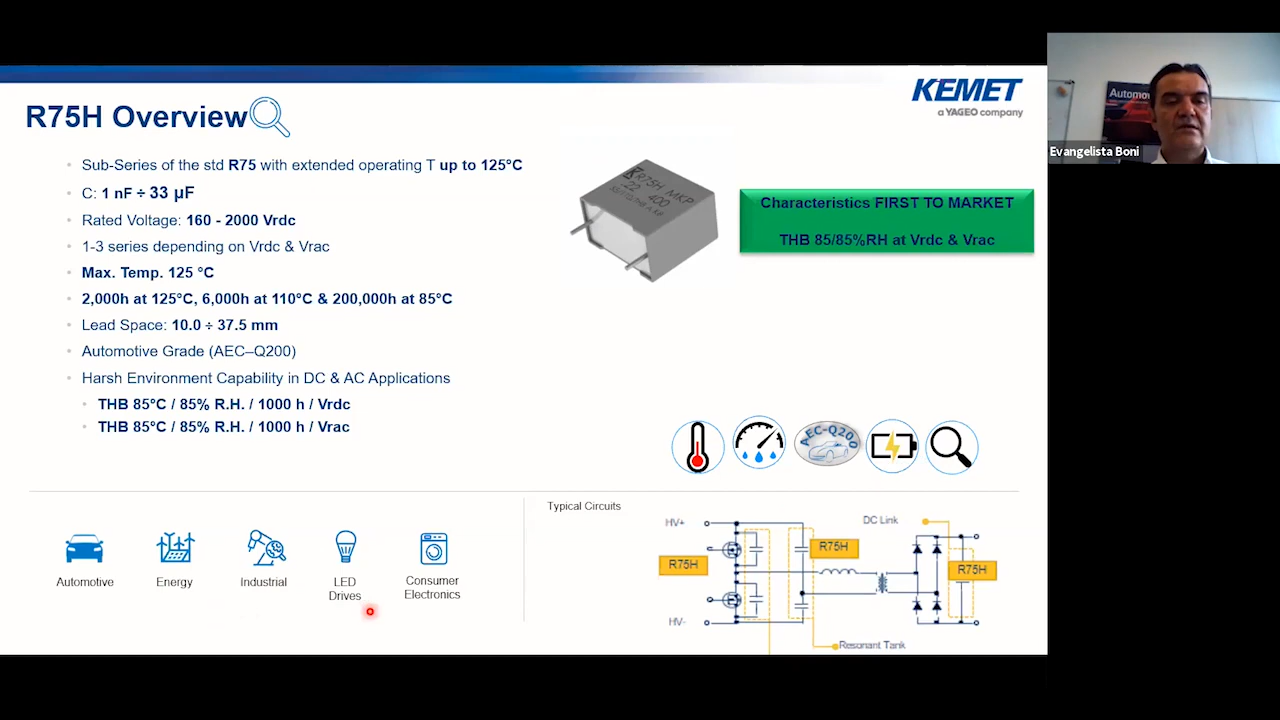 KEMET
a YAGEO company
R75H Overview
Sub-Series of the std R75 with extended operating T up to 125°C
C: 1 nF ÷ 33 µF
Rated Voltage: 160 - 2000 Vrdc
1-3 series depending on Vrdc & Vrac
Max. Temp. 125 °C
2,000h at 125°C, 6,000h at 110°C & 200,000h at 85°C
Lead Space: 10.0 ÷ 37.5 mm
Automotive Grade (AEC–Q200)
Harsh Environment Capability in DC & AC Applications
THB 85°C / 85% R.H. / 1000 h / Vrdc
THB 85°C / 85% R.H. / 1000 h / Vrac
R75H MKP
.22 400
Characteristics FIRST TO MARKET
THB 85/85%RH at Vrdc & Vrac
AEC-Q200
Automotive
Energy
Industrial
LED
Drives
Consumer
Electronics
Typical Circuits
HV+
DC Link
R75H
R75H
R75H
HV-
Resonant Tank
Automo
Evangelista Boni